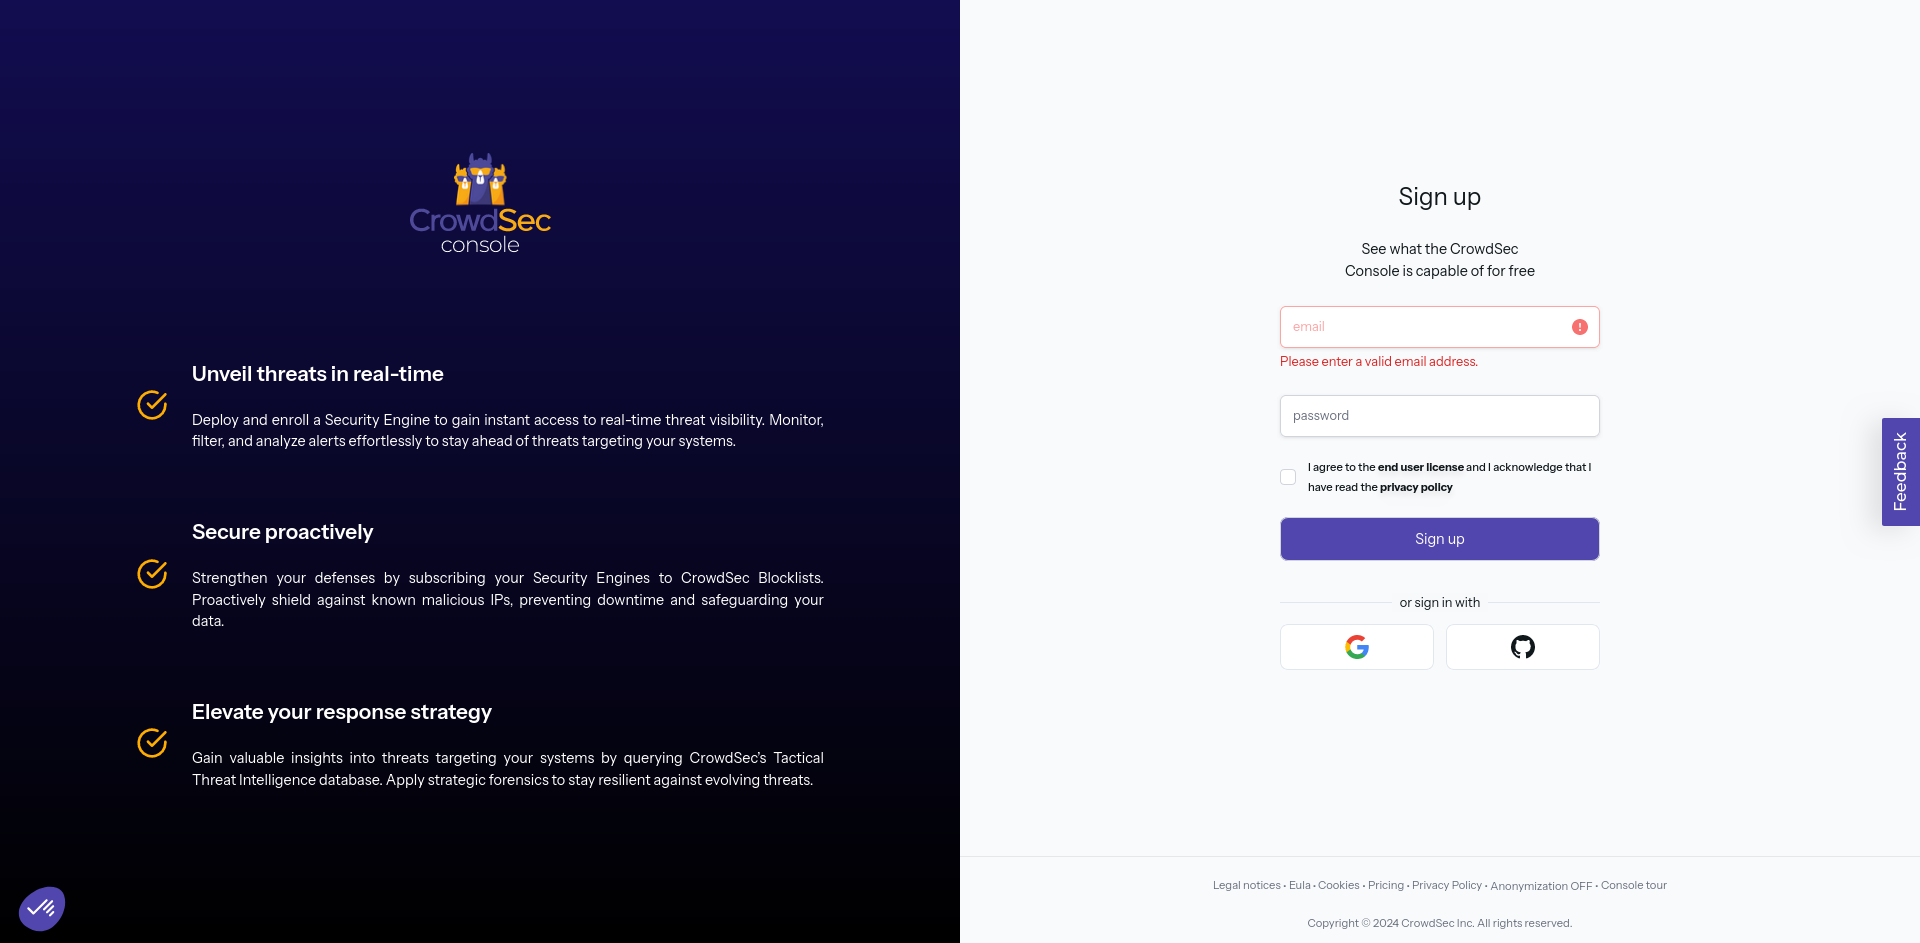 CrowdSec
console
Unveil threats in real-time
Deploy and enroll a Security Engine to gain instant access to real-time threat visibility. Monitor,
filter, and analyze alerts effortlessly to stay ahead of threats targeting your systems.
Secure proactively
Strengthen your defenses by subscribing your Security Engines to CrowdSec Blocklists.
Proactively shield against known malicious IPs, preventing downtime and safeguarding your
data.
Elevate your response strategy
Gain valuable insights into threats targeting your systems by querying CrowdSec's Tactical
Threat Intelligence database. Apply strategic forensics to stay resilient against evolving threats.
Sign up
See what the CrowdSec
Console is capable of for free
email
Please enter a valid email address.
password
I agree to the end user license and I acknowledge that I
have read the privacy policy
Sign up
or sign in with
Feedback
Legal notices • Eula • Cookies • Pricing • Privacy Policy • Anonymization OFF • Console tour
Copyright © 2024 CrowdSec Inc. All rights reserved.